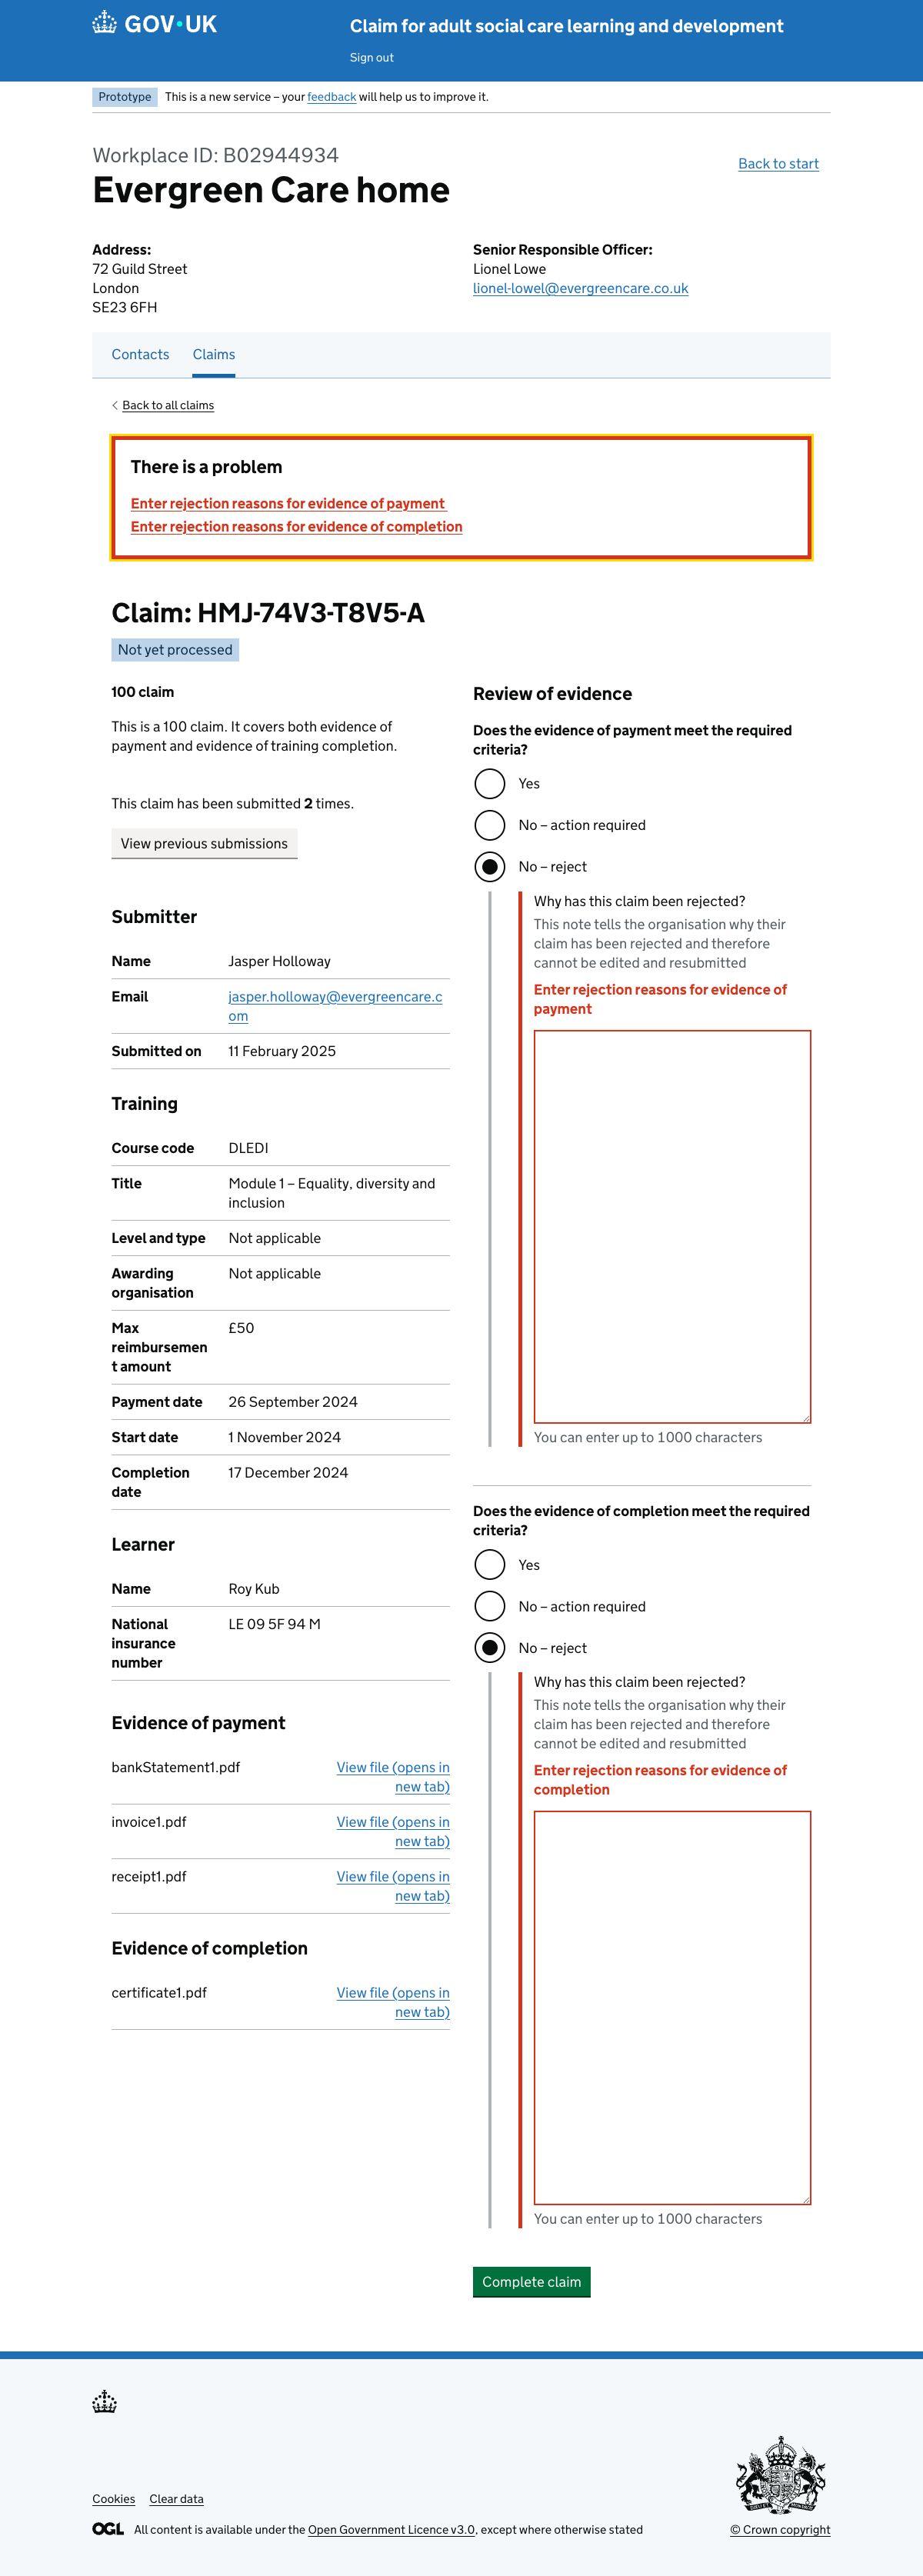 GOV·UK
Claim for adult social care learning and development
Sign out
Prototype
This is a new service – your feedback will help us to improve it.
Workplace ID: B02944934
Evergreen Care home
Back to start
Address:
72 Guild Street
London
SE23 6FH
Senior Responsible Officer:
Lionel Lowe
lionel-lowel@evergreencare.co.uk
Contacts
Claims
Back to all claims
There is a problem
Enter rejection reasons for evidence of payment
Enter rejection reasons for evidence of completion
Claim: HMJ-74V3-T8V5-A
Not yet processed
100 claim
This is a 100 claim. It covers both evidence of
payment and evidence of training completion.
This claim has been submitted 2 times.
View previous submissions
Submitter
Name
Jasper Holloway
Email
jasper.holloway@evergreencare.c
om
Submitted on
11 February 2025
Training
Course code
DLEDI
Title
Module 1 – Equality, diversity and
inclusion
Level and type
Not applicable
Awarding
organisation
Not applicable
Max
reimbursemen
t amount
£50
Payment date
26 September 2024
Start date
1 November 2024
Completion
date
17 December 2024
Learner
Name
Roy Kub
National
insurance
number
LE 09 5F 94 M
Evidence of payment
bankStatement1.pdf
View file (opens in
new tab)
invoice1.pdf
View file (opens in
new tab)
receipt1.pdf
View file (opens in
new tab)
Evidence of completion
certificate1.pdf
View file (opens in
new tab)
Review of evidence
Does the evidence of payment meet the required
criteria?
Yes
No – action required
No – reject
Why has this claim been rejected?
This note tells the organisation why their
claim has been rejected and therefore
cannot be edited and resubmitted
Enter rejection reasons for evidence of
payment
You can enter up to 1000 characters
Does the evidence of completion meet the required
criteria?
Yes
No – action required
No – reject
Why has this claim been rejected?
This note tells the organisation why their
claim has been rejected and therefore
cannot be edited and resubmitted
Enter rejection reasons for evidence of
completion
You can enter up to 1000 characters
Complete claim
Cookies
Clear data
OGL
All content is available under the Open Government Licence v3.0, except where otherwise stated
© Crown copyright